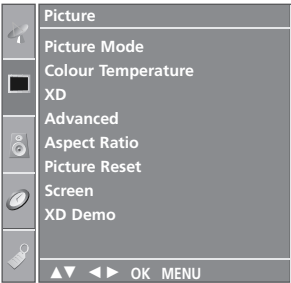 Picture
Picture Mode
Colour Temperature
XD
Advanced
Aspect Ratio
Picture Reset
Screen
XD Demo
▲▼ ◄► OK MENU